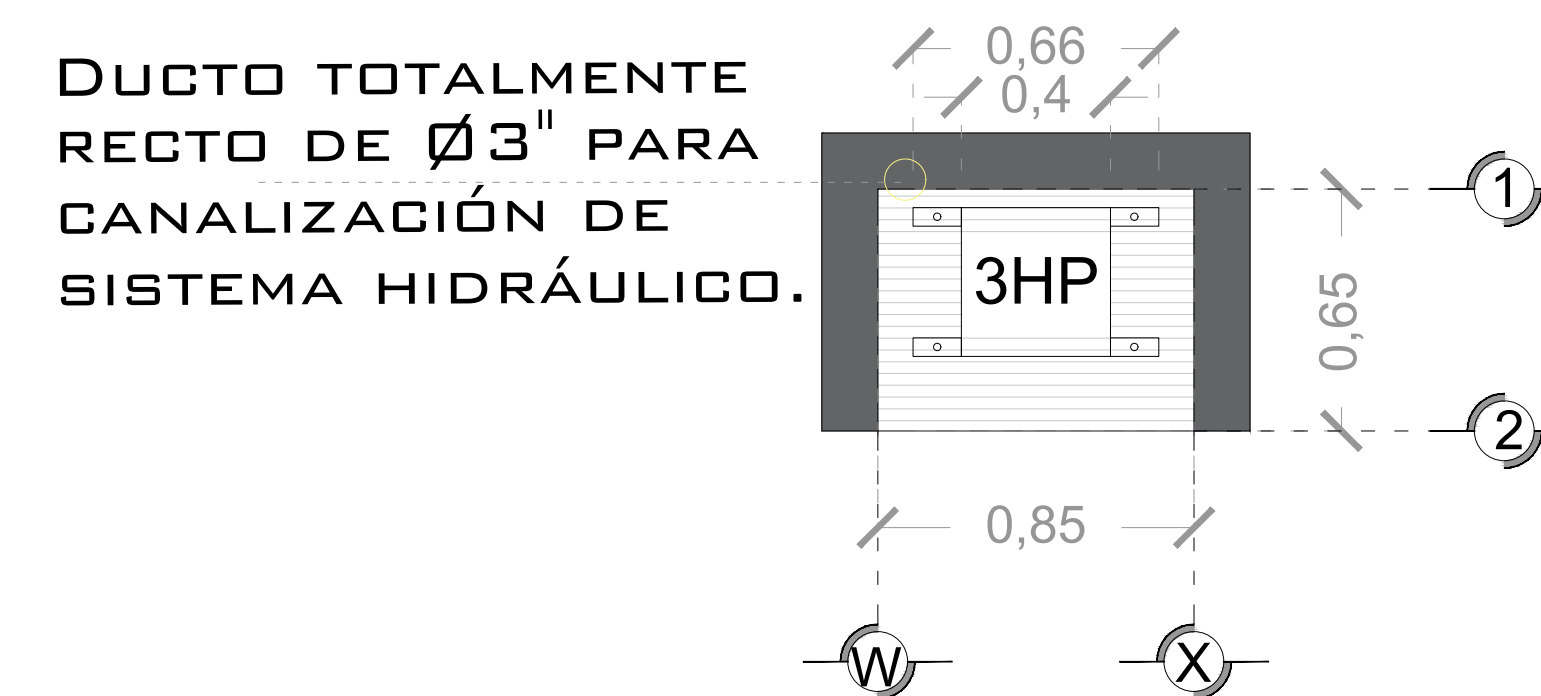 DUCTO TOTALMENTE
RECTO DE Ø3" PARA
CANALIZACIÓN DE
SISTEMA HIDRÁULICO.
0,66
0,4
3HP
1
0,65
2
0,85
W
X